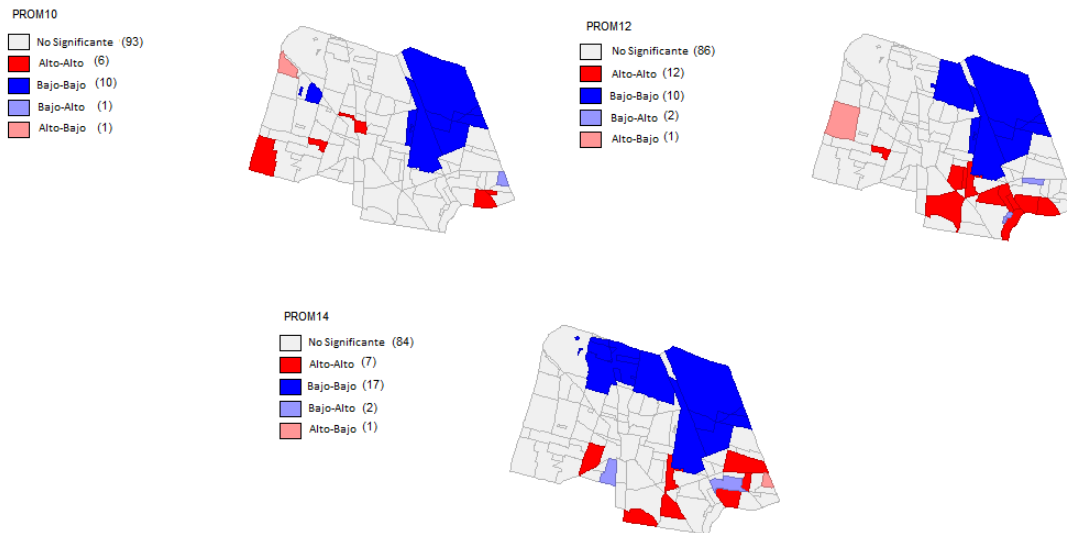 PROM10
No Significante (93)
Alto-Alto (6)
Bajo-Bajo (10)
Bajo-Alto (1)
Alto-Bajo (1)
PROM12
No Significante (86)
Alto-Alto (12)
Bajo-Bajo (10)
Bajo-Alto (2)
Alto-Bajo (1)
PROM14
No Significante (84)
Alto-Alto (7)
Bajo-Bajo (17)
Bajo-Alto (2)
Alto-Bajo (1)